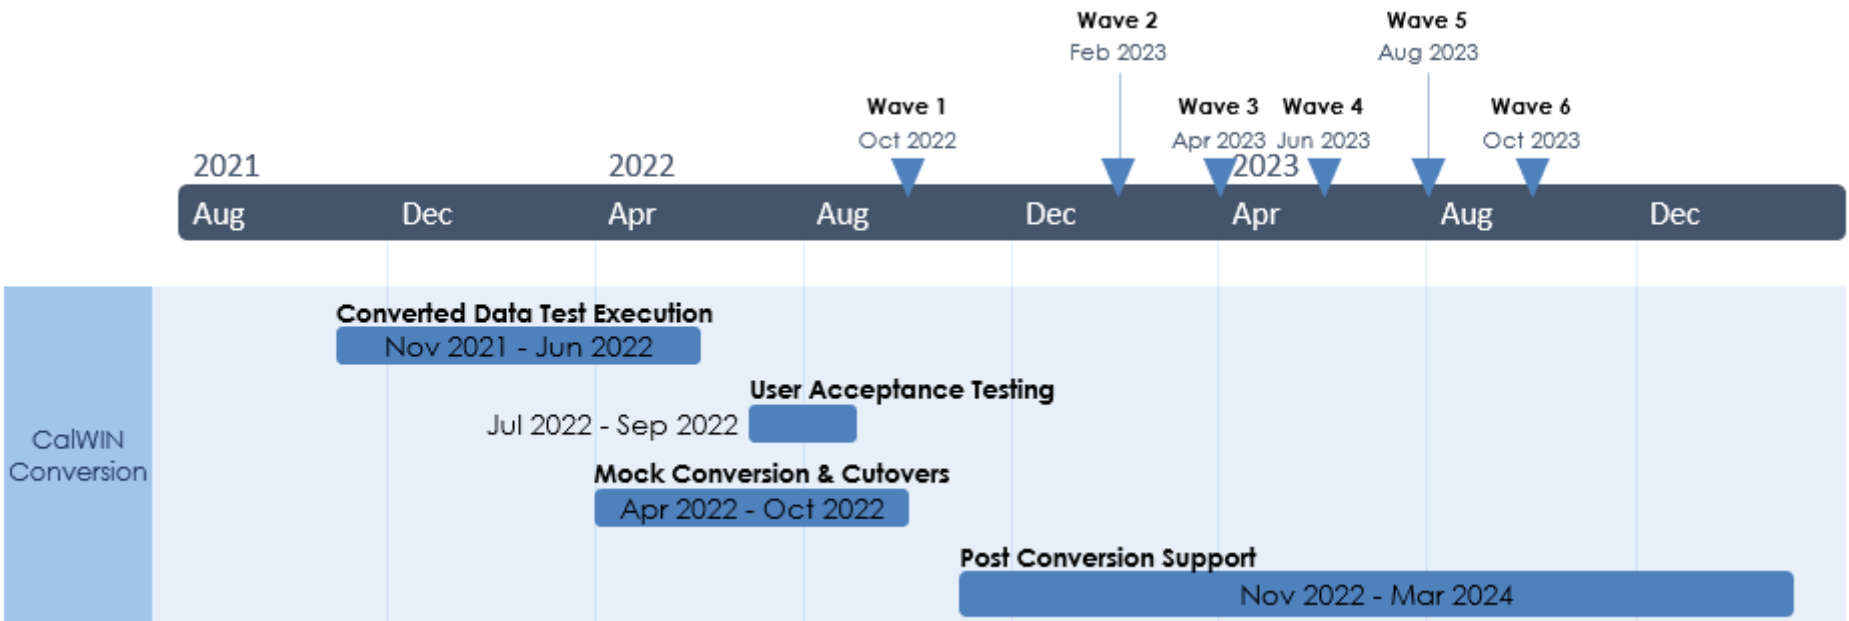 Wave 2
Feb 2023
Wave 5
Aug 2023
Wave 1
Oct 2022
Wave 3
Apr 2023
Wave 4
Jun 2023
Wave 6
Oct 2023
2021
2022
2023
Aug
Dec
Apr
Aug
Dec
Apr
Aug
Dec
CalWIN
Conversion
Converted Data Test Execution
Nov 2021 - Jun 2022
User Acceptance Testing
Jul 2022 - Sep 2022
Mock Conversion & Cutovers
Apr 2022 - Oct 2022
Post Conversion Support
Nov 2022 - Mar 2024